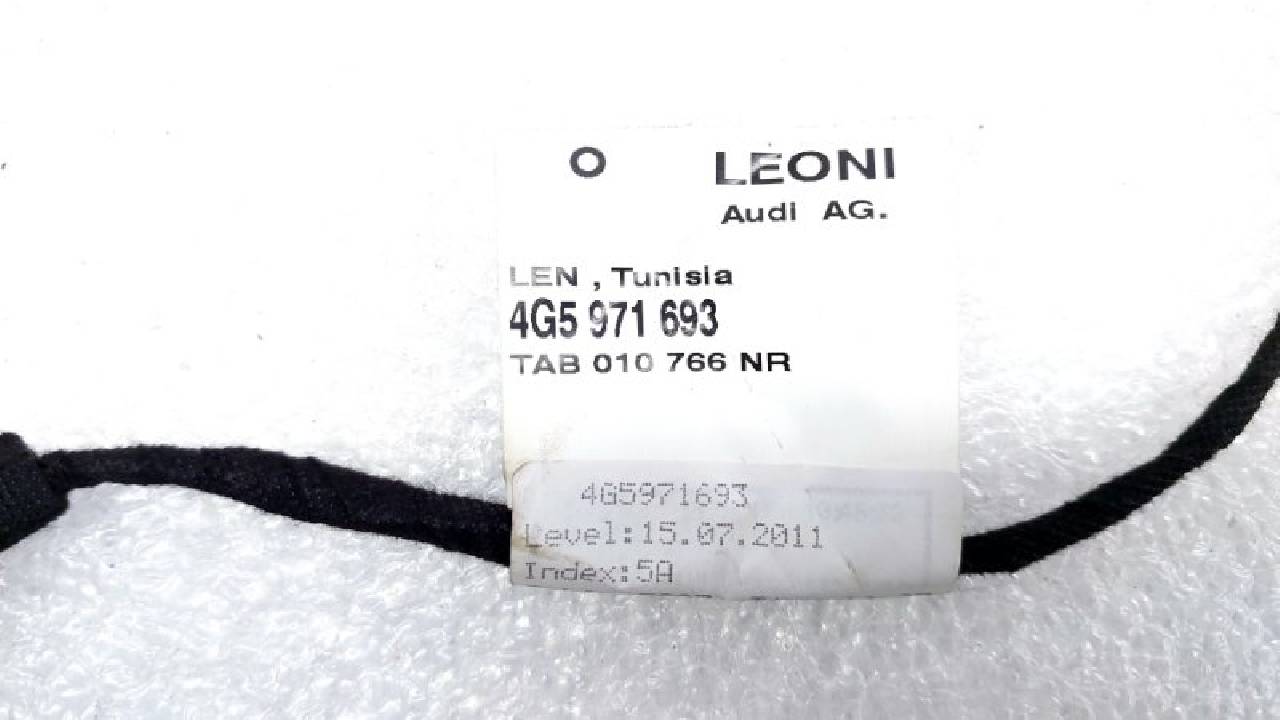 O LEONI
Audi AG.
LEN , Tunisia
4G5 971 693
TAB 010 766 NR
4G5971693
Level:15.07.2011
Index:5A